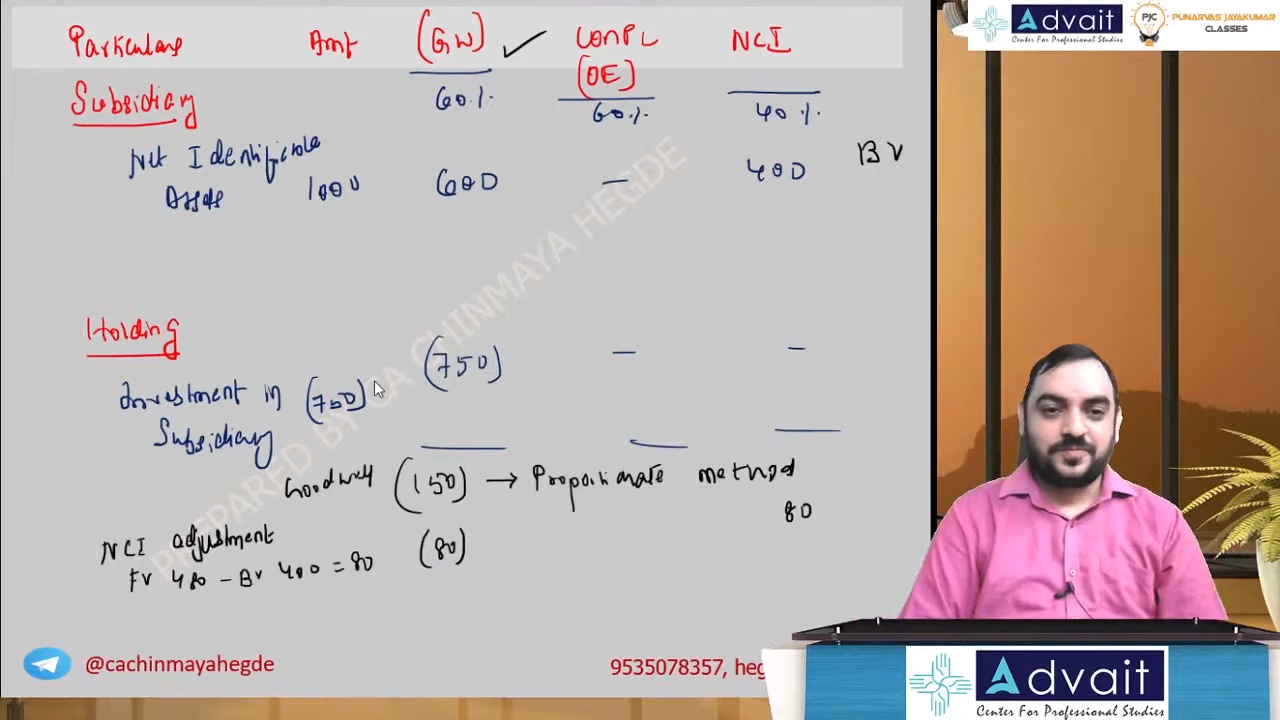 Particulars Amt (GW) ✓ CONPL NCI
(OE)
Subsidiary 60% 60% 40%
Net Identifiable
Assets 1000 600 — 400 BV
Holding
Investment in (750) (750) — —
Subsidiary
Goodwill (150) → Proportionate method
NCI adjustment 80
FV 480 - BV 400 = 80 (80)
PREPARED BY CA CHINMAYA HEGDE
@cachinmayahegde 9535078357, heg
Advait
Center For Professional Studies
PJC
PUNARVAS JAYAKUMAR
CLASSES
Advait
Center For Professional Studies